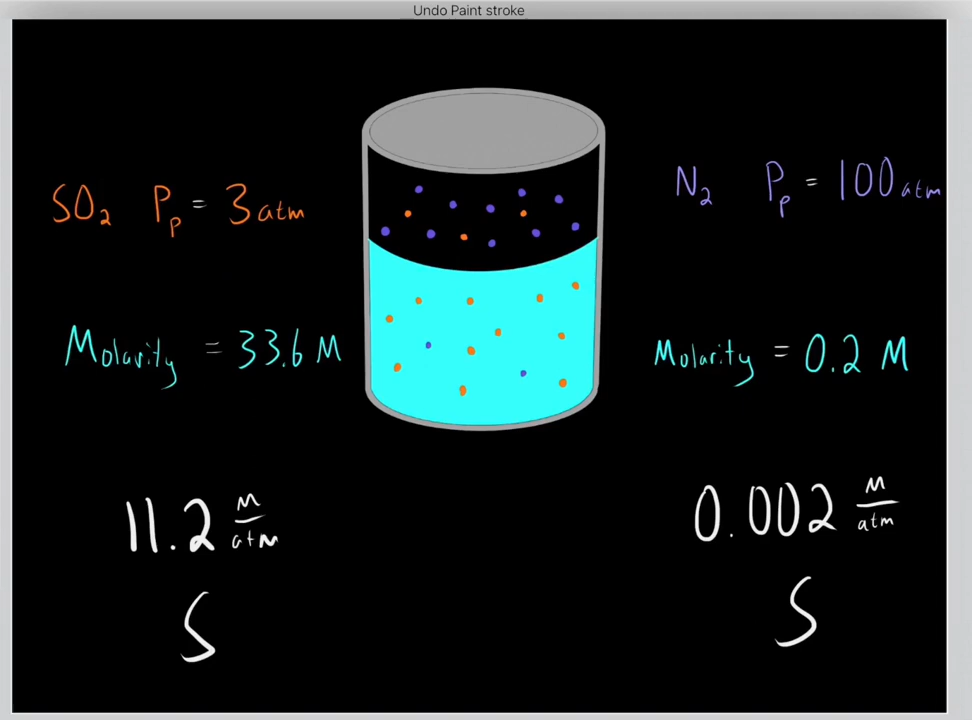 Undo Paint stroke
SO₂ Pₚ = 3 atm
N₂ Pₚ = 100 atm
Molarity = 33.6 M
Molarity = 0.2 M
11.2 M/atm
0.002 M/atm
S
S